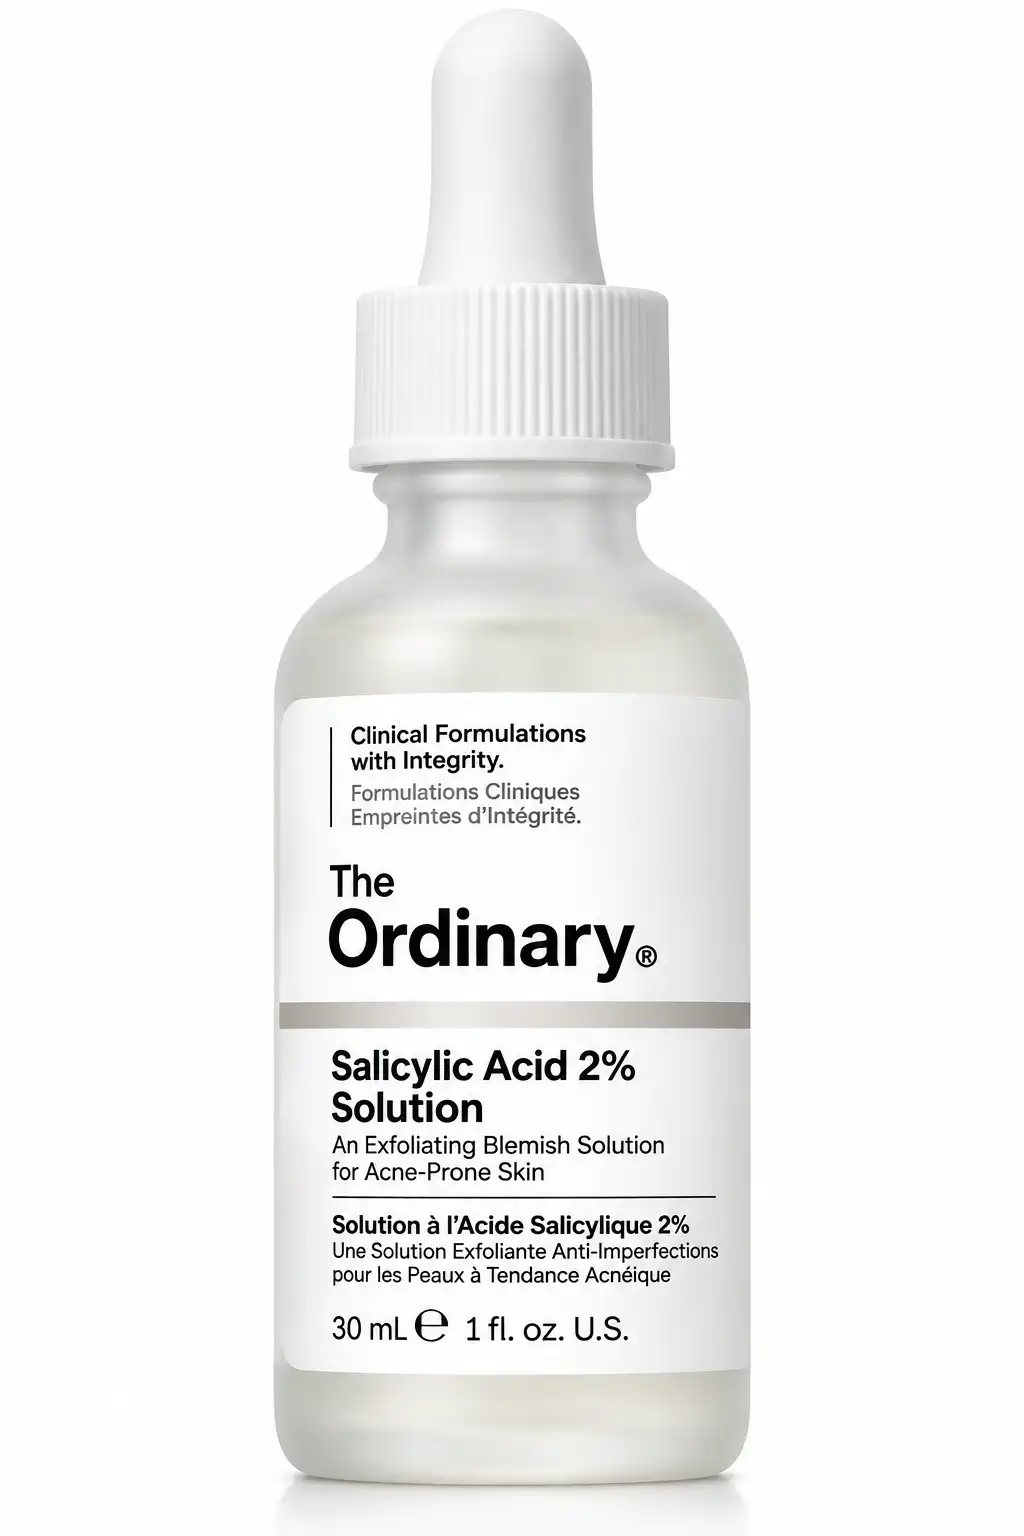 Clinical Formulations
with Integrity.
Formulations Cliniques
Empreintes d'Intégrité.
The
Ordinary®
Salicylic Acid 2%
Solution
An Exfoliating Blemish Solution
for Acne-Prone Skin
Solution à l'Acide Salicylique 2%
Une Solution Exfoliante Anti-Imperfections
pour les Peaux à Tendance Acnéique
30 mL ℮ 1 fl. oz. U.S.